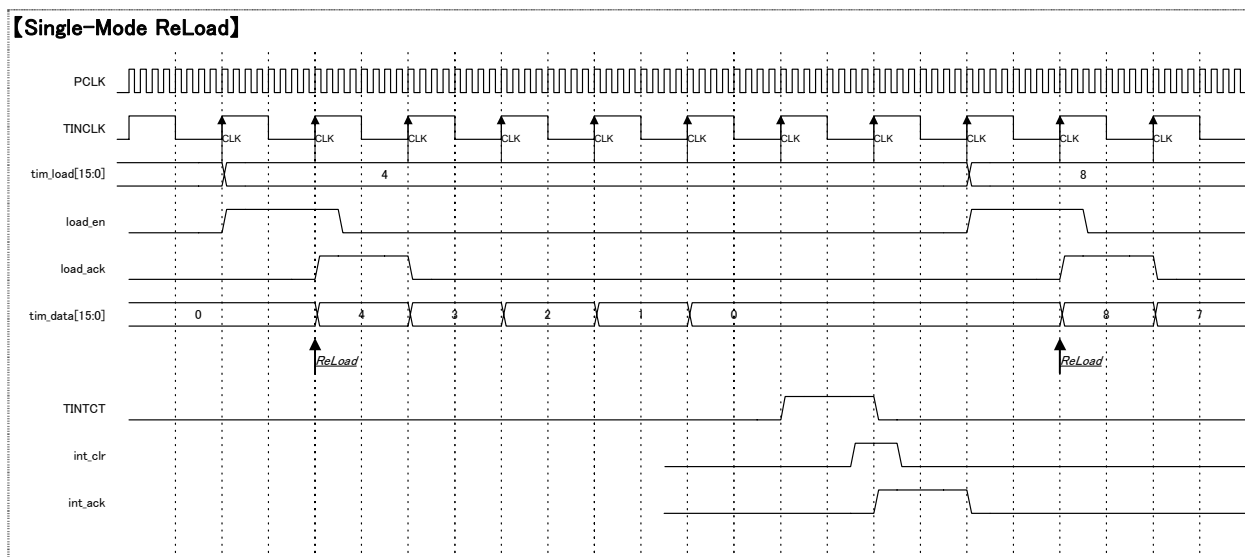 【Single-Mode ReLoad】
PCLK
TINCLK
CLK CLK CLK CLK CLK CLK CLK CLK CLK CLK CLK
tim_load[15:0] 4 8
load_en
load_ack
tim_data[15:0] 0 4 3 2 1 0 8 7
ReLoad ReLoad
TINTCT
int_clr
int_ack